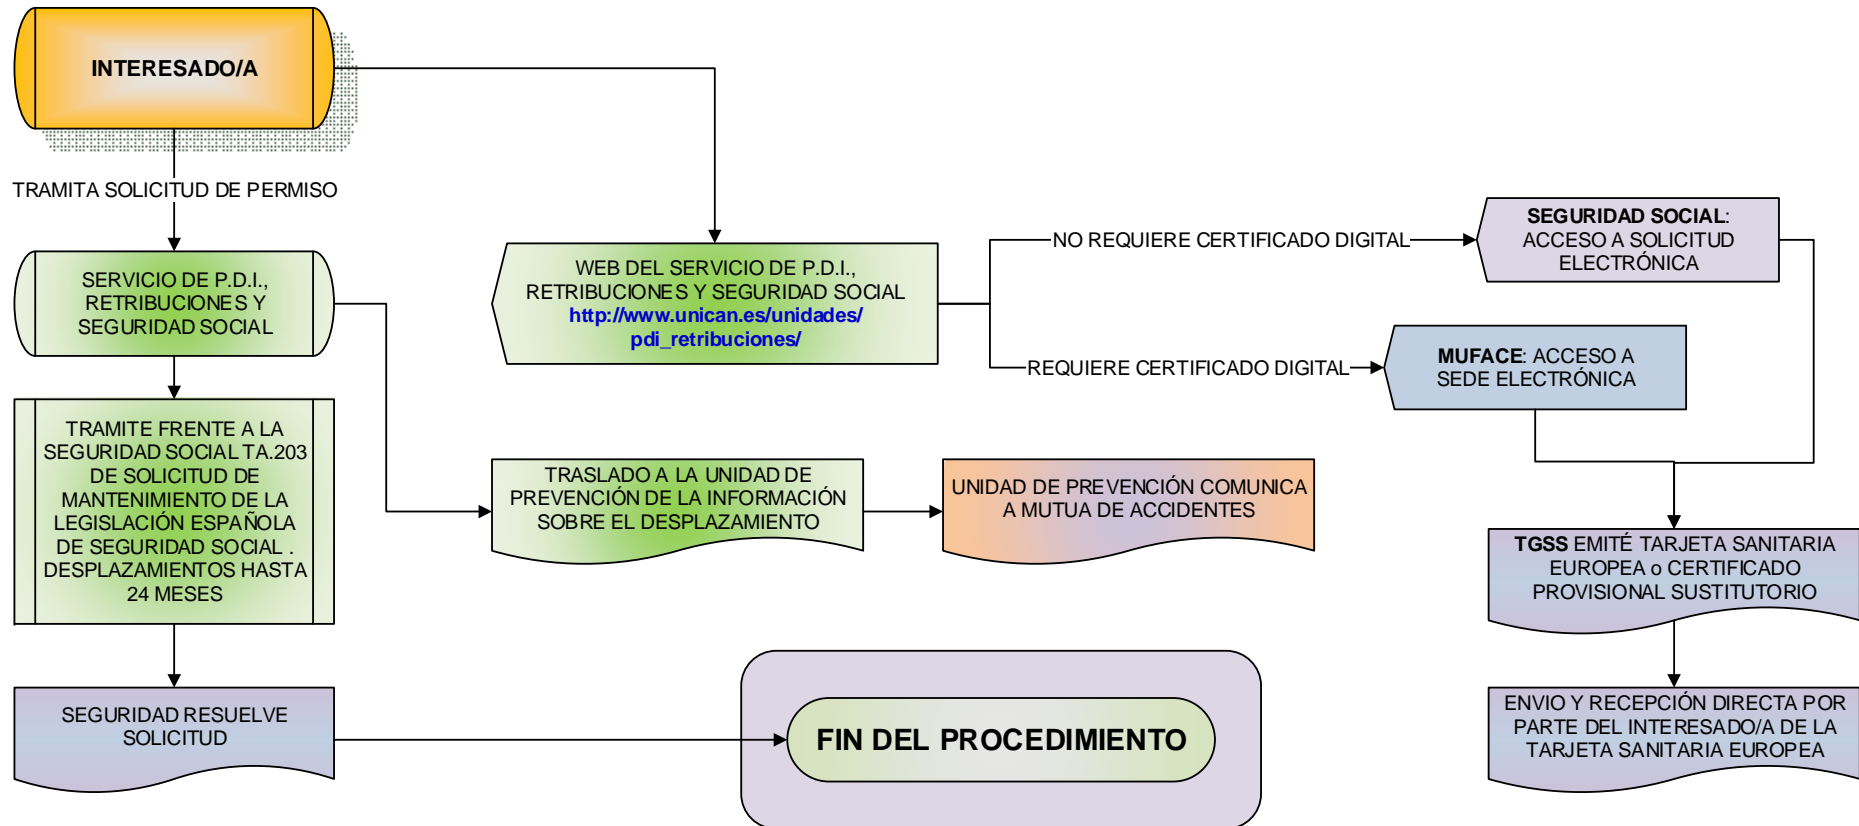 INTERESADO/A
TRAMITA SOLICITUD DE PERMISO
SERVICIO DE P.D.I.,
RETRIBUCIONES Y
SEGURIDAD SOCIAL
TRAMITE FRENTE A LA
SEGURIDAD SOCIAL TA.203
DE SOLICITUD DE
MANTENIMIENTO DE LA
LEGISLACIÓN ESPAÑOLA
DE SEGURIDAD SOCIAL .
DESPLAZAMIENTOS HASTA
24 MESES
SEGURIDAD RESUELVE
SOLICITUD
WEB DEL SERVICIO DE P.D.I.,
RETRIBUCIONES Y SEGURIDAD SOCIAL
http://www.unican.es/unidades/
pdi_retribuciones/
NO REQUIERE CERTIFICADO DIGITAL
REQUIERE CERTIFICADO DIGITAL
SEGURIDAD SOCIAL:
ACCESO A SOLICITUD
ELECTRÓNICA
MUFACE: ACCESO A
SEDE ELECTRÓNICA
TRASLADO A LA UNIDAD DE
PREVENCIÓN DE LA INFORMACIÓN
SOBRE EL DESPLAZAMIENTO
UNIDAD DE PREVENCIÓN COMUNICA
A MUTUA DE ACCIDENTES
TGSS EMITÉ TARJETA SANITARIA
EUROPEA o CERTIFICADO
PROVISIONAL SUSTITUTORIO
ENVIO Y RECEPCIÓN DIRECTA POR
PARTE DEL INTERESADO/A DE LA
TARJETA SANITARIA EUROPEA
FIN DEL PROCEDIMIENTO